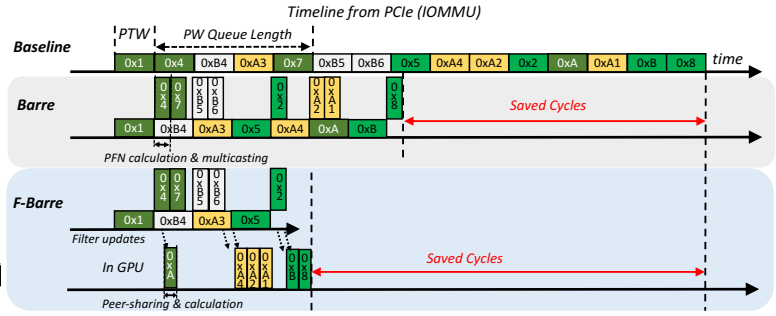 Timeline from PCIe (IOMMU)
PTW
PW Queue Length
Baseline
0x1 0x4 0xB4 0xA3 0x7 0xB5 0xB6 0x5 0xA4 0xA2 0x2 0xA 0xA1 0xB 0x8 time
Barre
0x4 0x7 0xB5 0xB6 0x2 0xA2 0xA1 0x8
Saved Cycles
0x1 0xB4 0xA3 0x5 0xA4 0xA 0xB
PFN calculation & multicasting
0x4 0x7 0xB5 0xB6 0x2
F-Barre
0x1 0xB4 0xA3 0x5
Filter updates
In GPU
0xA 0xA4 0xA2 0xA1 0xB 0x8
Saved Cycles
Peer-sharing & calculation